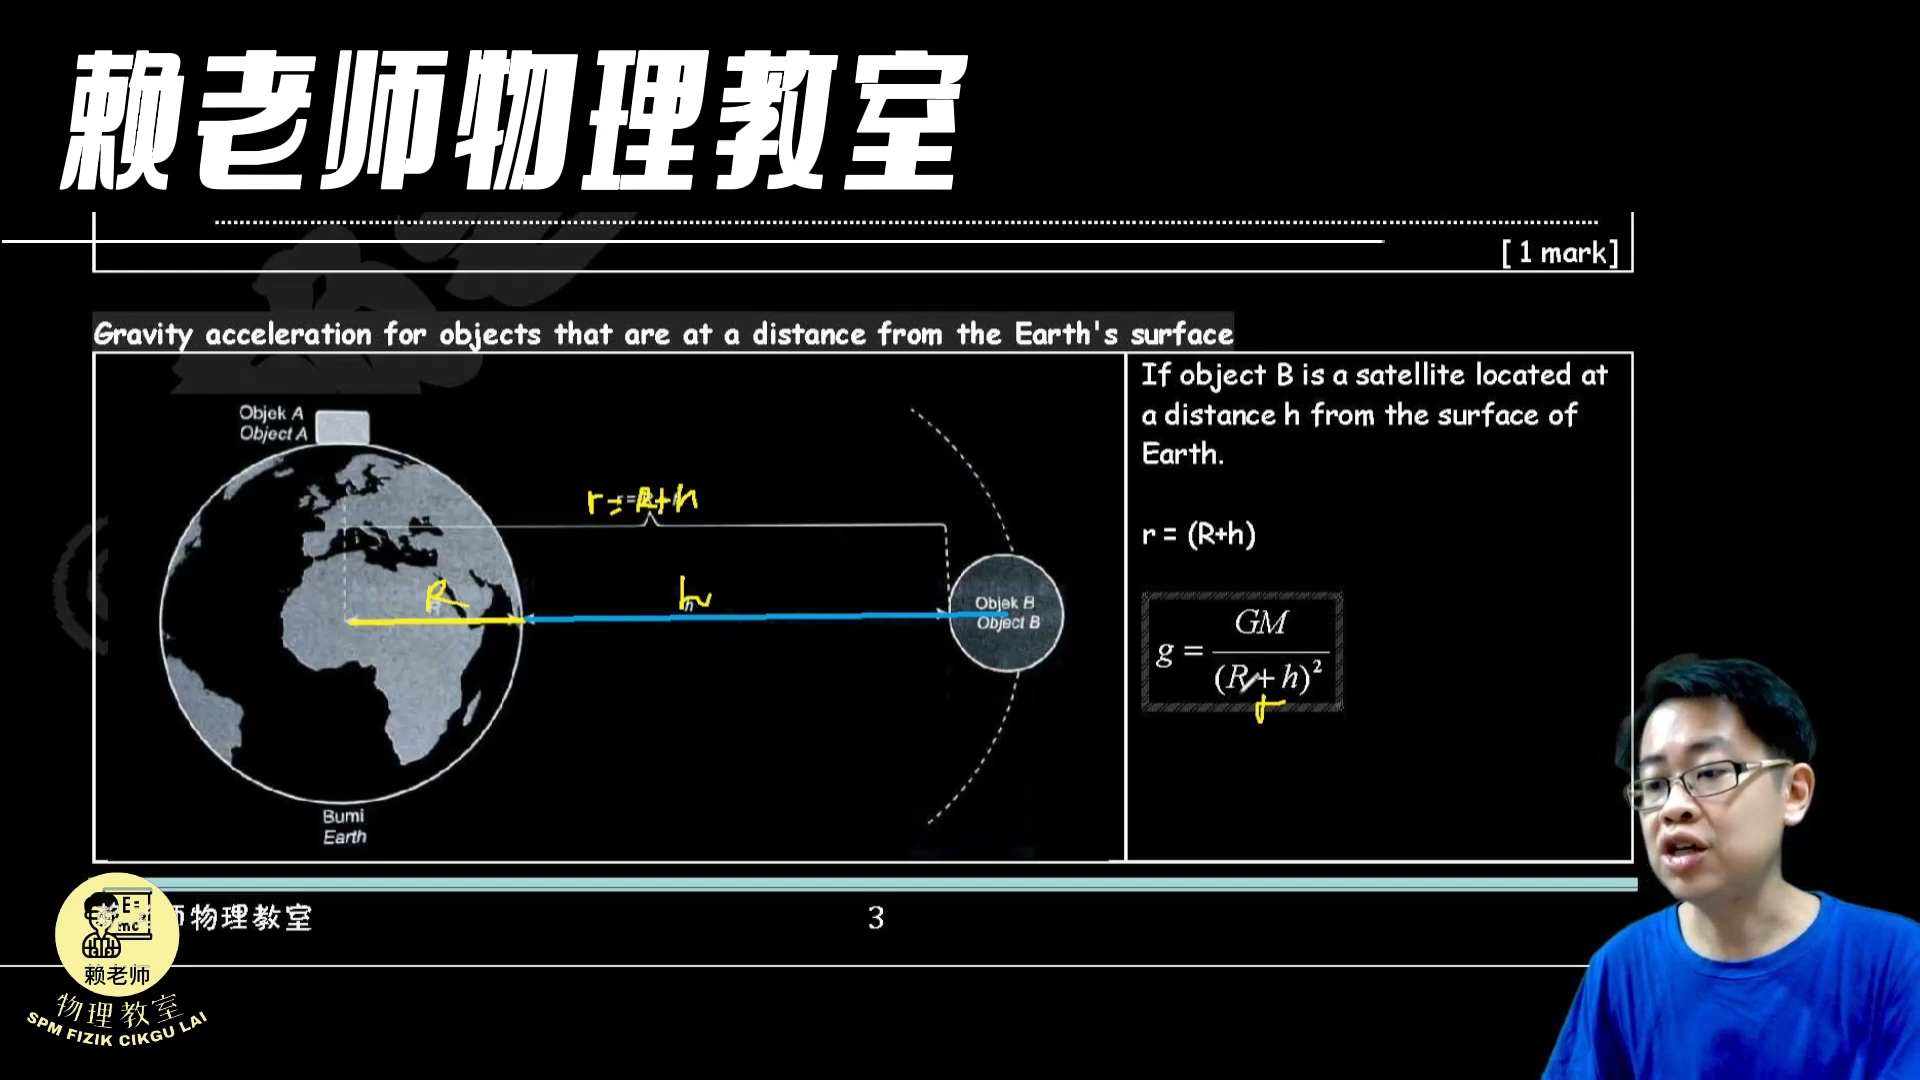 赖老师物理教室
[ 1 mark]
Gravity acceleration for objects that are at a distance from the Earth's surface
Objek A
Object A
r = R+h
R
h
Objek B
Object B
Bumi
Earth
If object B is a satellite located at
a distance h from the surface of
Earth.
r = (R+h)
g = GM / (R + h)²
r
师物理教室
3
E=
mc
赖老师
物理教室
SPM FIZIK CIKGU LAI